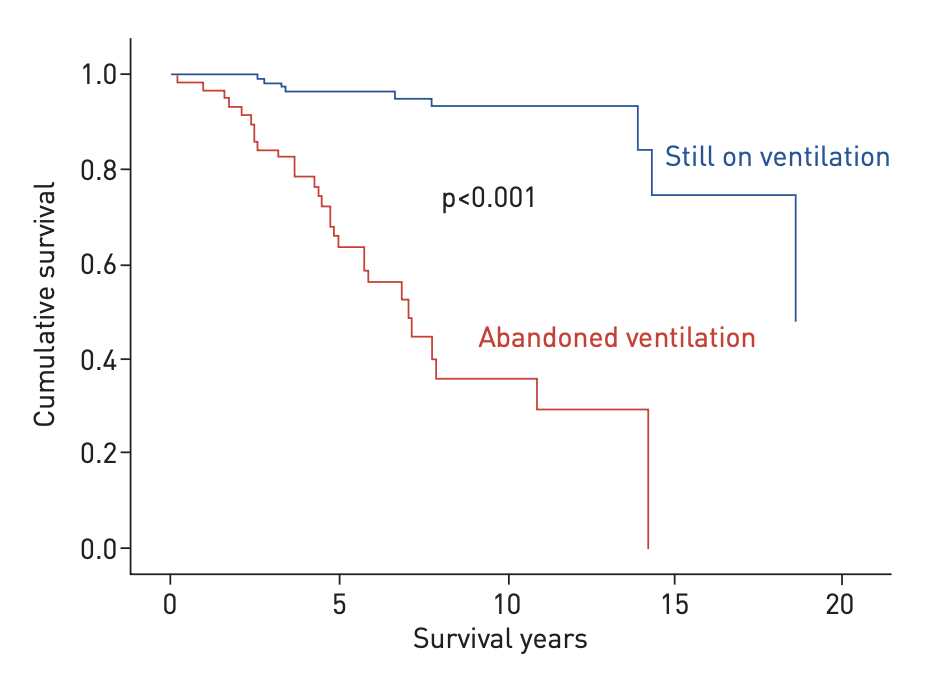 1.0
0.8
0.6
0.4
0.2
0.0
Cumulative survival
Still on ventilation
p<0.001
Abandoned ventilation
0 5 10 15 20
Survival years